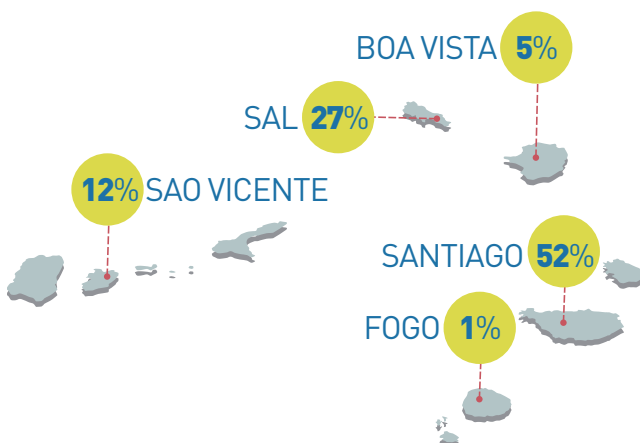 BOA VISTA 5%
SAL 27%
12% SAO VICENTE
SANTIAGO 52%
FOGO 1%